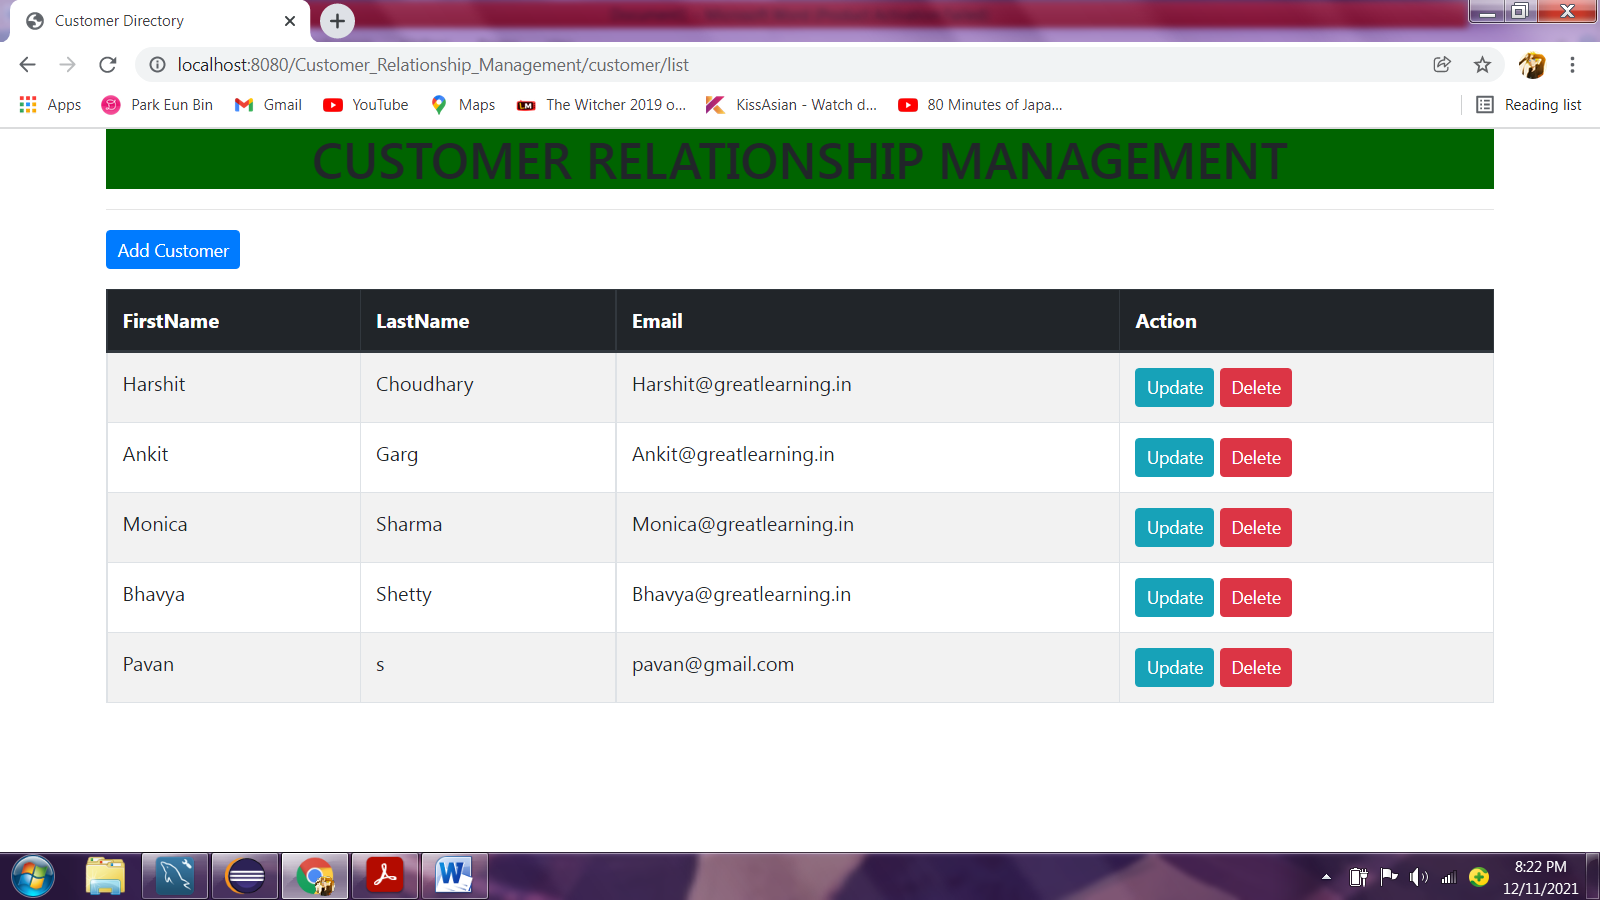 Customer Directory
localhost:8080/Customer_Relationship_Management/customer/list
Apps Park Eun Bin Gmail YouTube Maps The Witcher 2019 o... KissAsian - Watch d... 80 Minutes of Japa... Reading list
CUSTOMER RELATIONSHIP MANAGEMENT
Add Customer
FirstName LastName Email Action
Harshit Choudhary Harshit@greatlearning.in Update Delete
Ankit Garg Ankit@greatlearning.in Update Delete
Monica Sharma Monica@greatlearning.in Update Delete
Bhavya Shetty Bhavya@greatlearning.in Update Delete
Pavan s pavan@gmail.com Update Delete
8:22 PM
12/11/2021